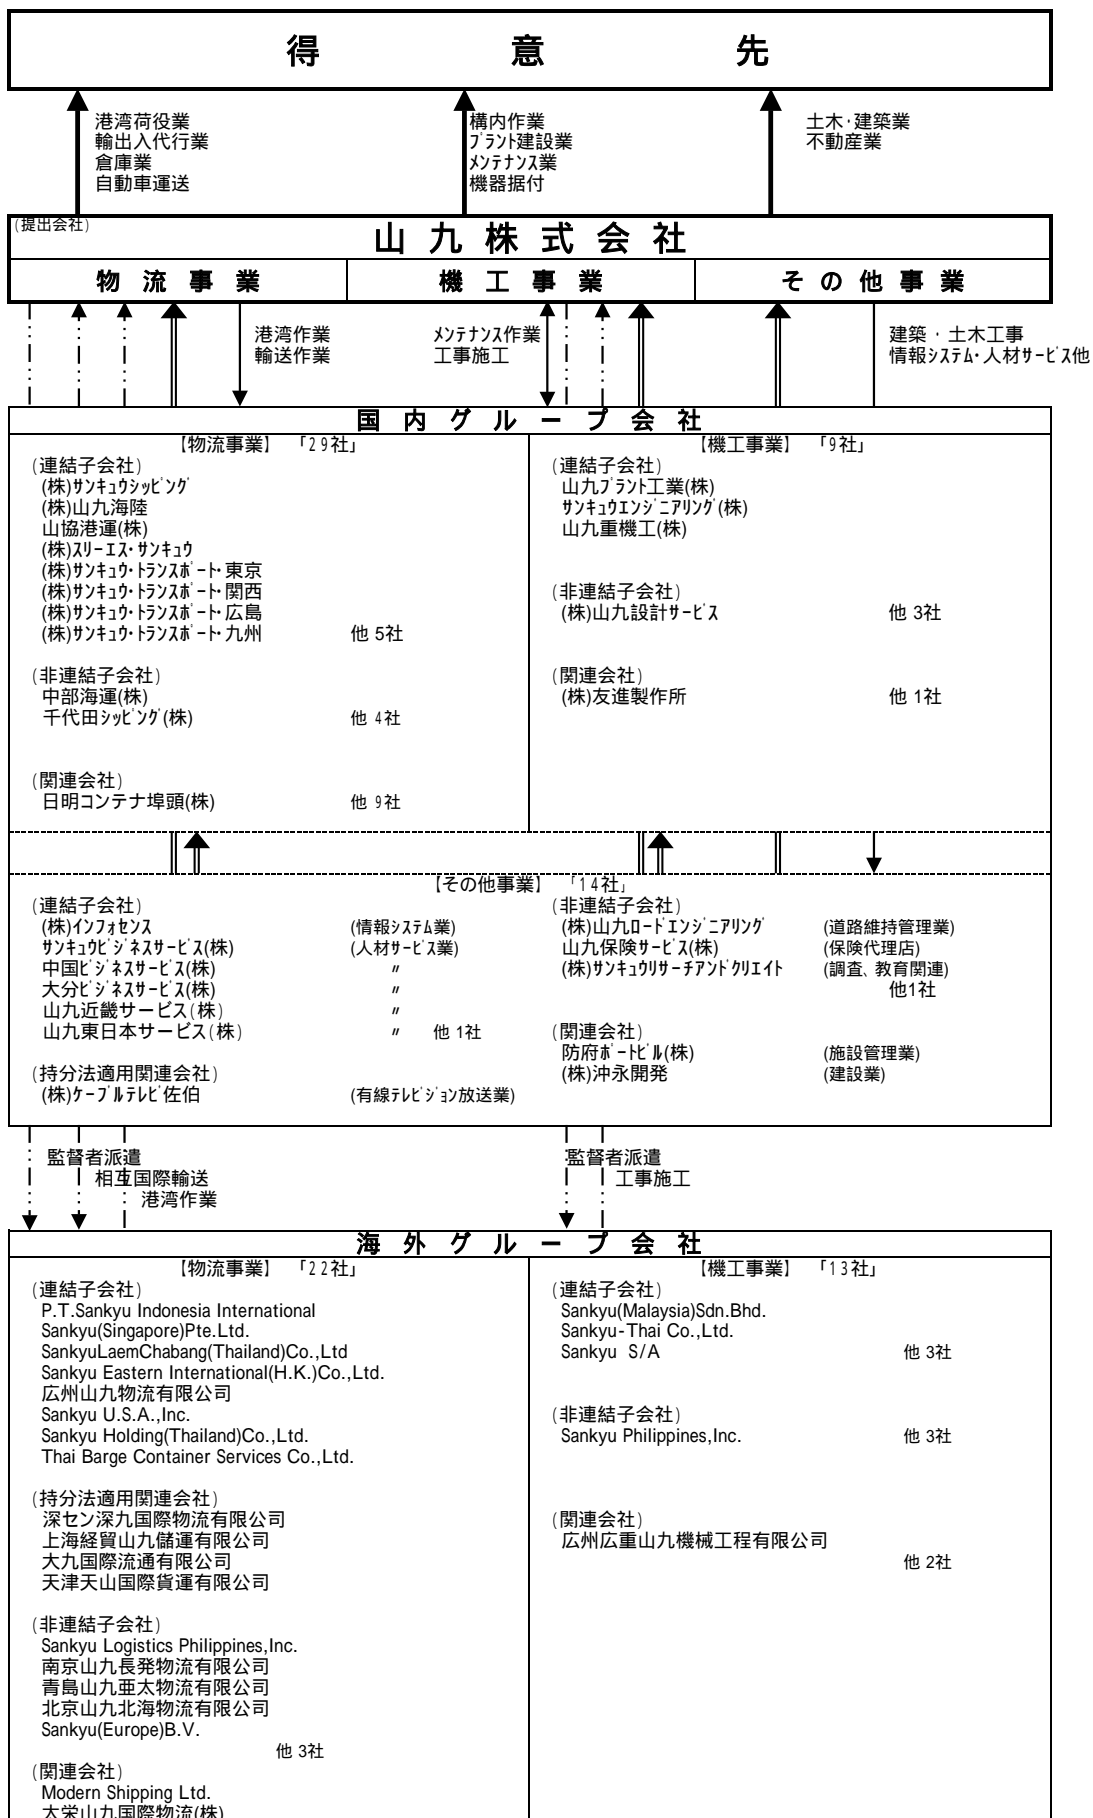 得意先
港湾荷役業
輸出入代行業
倉庫業
自動車運送
構内作業
プラント建設業
メンテナンス業
機器据付
土木・建築業
不動産業
(提出会社)
山九株式会社
物流事業
機工事業
その他事業
港湾作業
輸送作業
メンテナンス作業
工事施工
建築・土木工事
情報システム・人材サービス他
国内グループ会社
【物流事業】 「29社」
(連結子会社)
(株)サンキュウシッピング
(株)山九海陸
山協港運(株)
(株)スリーエス・サンキュウ
(株)サンキュウ・トランスポート・東京
(株)サンキュウ・トランスポート・関西
(株)サンキュウ・トランスポート・広島
(株)サンキュウ・トランスポート・九州 他 5社
(非連結子会社)
中部海運(株)
千代田シッピング(株) 他 4社
(関連会社)
日明コンテナ埠頭(株) 他 9社
【機工事業】 「9社」
(連結子会社)
山九プラント工業(株)
サンキュウエンジニアリング(株)
山九重機工(株)
(非連結子会社)
(株)山九設計サービス 他 3社
(関連会社)
(株)友進製作所 他 1社
【その他事業】 「14社」
(連結子会社)
(株)インフォセンス (情報システム業)
サンキュウビジネスサービス(株) (人材サービス業)
中国ビジネスサービス(株) 〃
大分ビジネスサービス(株) 〃
山九近畿サービス(株) 〃
山九東日本サービス(株) 〃 他 1社
(持分法適用関連会社)
(株)ケーブルテレビ佐伯 (有線テレビジョン放送業)
(非連結子会社)
(株)山九ロードエンジニアリング (道路維持管理業)
山九保険サービス(株) (保険代理店)
(株)サンキュウリサーチアンドクリエイト (調査、教育関連)
他1社
(関連会社)
防府ポートビル(株) (施設管理業)
(株)沖永開発 (建設業)
監督者派遣
相互国際輸送
港湾作業
監督者派遣
工事施工
海外グループ会社
【物流事業】 「22社」
(連結子会社)
P.T.Sankyu Indonesia International
Sankyu(Singapore)Pte.Ltd.
SankyuLaemChabang(Thailand)Co.,Ltd
Sankyu Eastern International(H.K.)Co.,Ltd.
広州山九物流有限公司
Sankyu U.S.A.,Inc.
Sankyu Holding(Thailand)Co.,Ltd.
Thai Barge Container Services Co.,Ltd.
(持分法適用関連会社)
深セン深九国際物流有限公司
上海経貿山九儲運有限公司
大九国際流通有限公司
天津天山国際貨運有限公司
(非連結子会社)
Sankyu Logistics Philippines,Inc.
南京山九長発物流有限公司
青島山九亜太物流有限公司
北京山九北海物流有限公司
Sankyu(Europe)B.V.
他 3社
(関連会社)
Modern Shipping Ltd.
大栄山九国際物流(株)
【機工事業】 「13社」
(連結子会社)
Sankyu(Malaysia)Sdn.Bhd.
Sankyu-Thai Co.,Ltd.
Sankyu S/A 他 3社
(非連結子会社)
Sankyu Philippines,Inc. 他 3社
(関連会社)
広州広重山九機械工程有限公司
他 2社